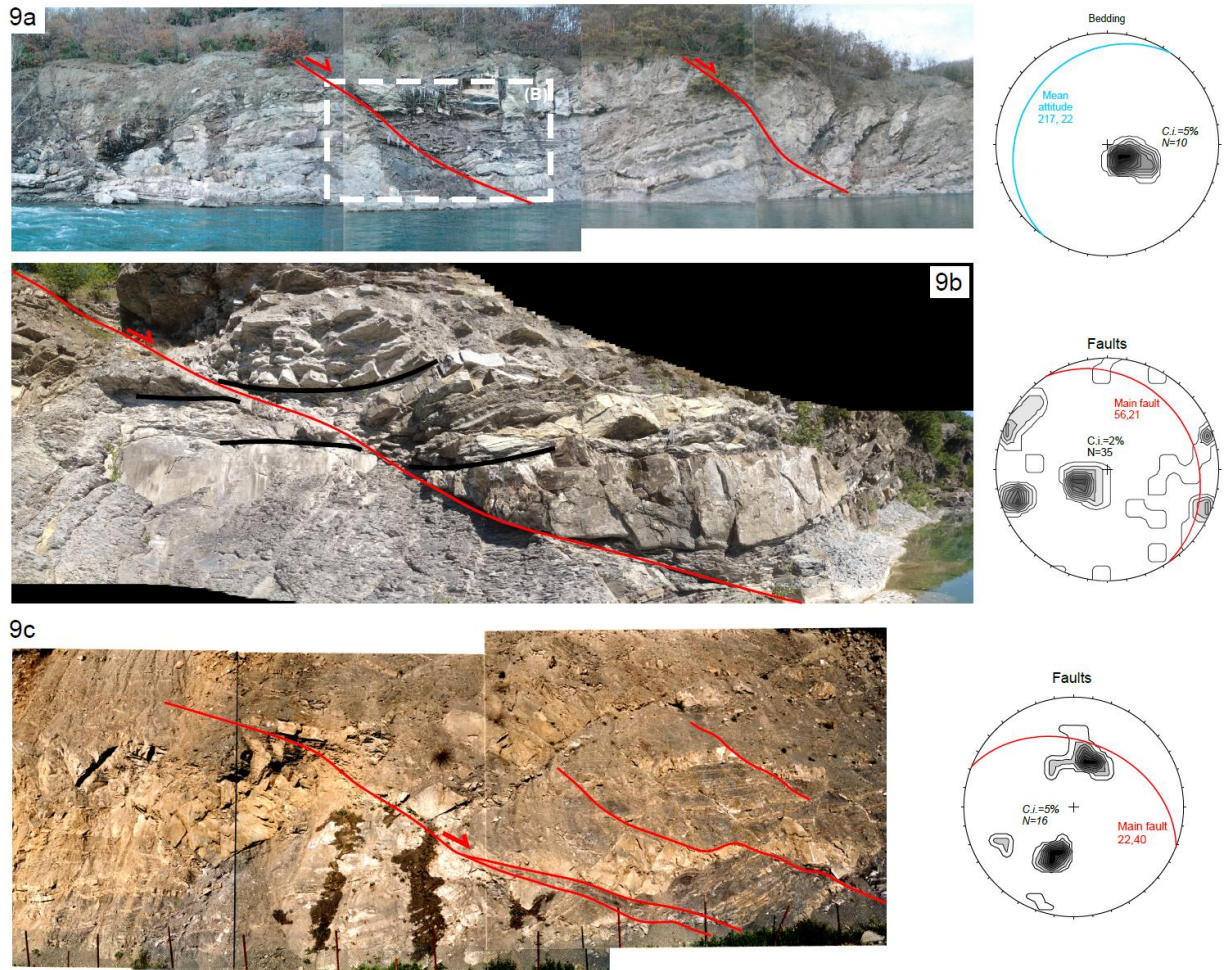 9a
(B)
Bedding
Mean
attitude
217, 22
C.i.=5%
N=10
9b
Faults
Main fault
56,21
C.i.=2%
N=35
9c
Faults
C.i.=5%
N=16
Main fault
22,40